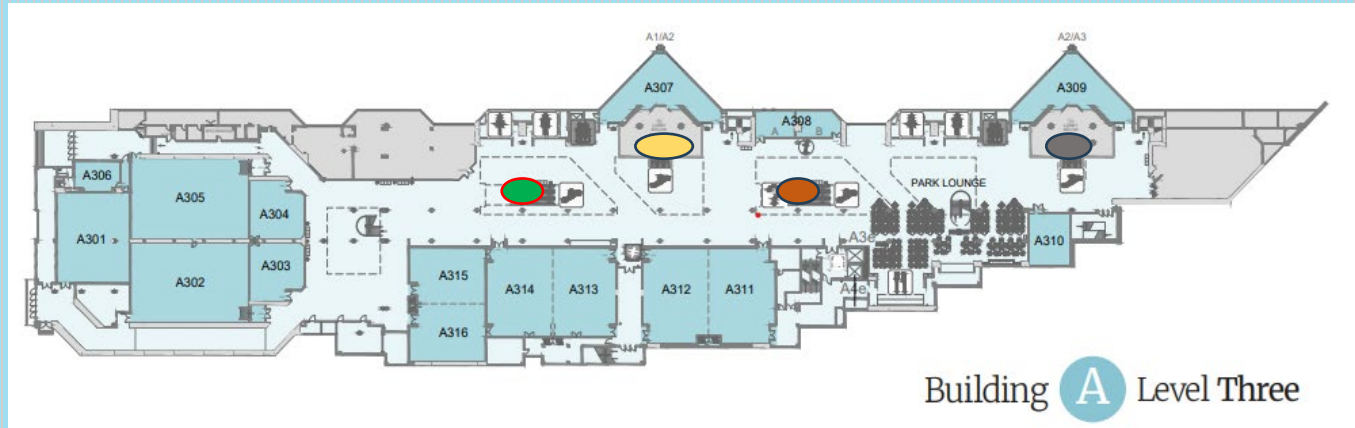 A1/A2
A2/A3
A307
A309
A308
A B
A306
A305
A304
A301
A302
A303
PARK LOUNGE
A310
A3e
A4e
A315
A316
A314
A313
A312
A311
Building A Level Three